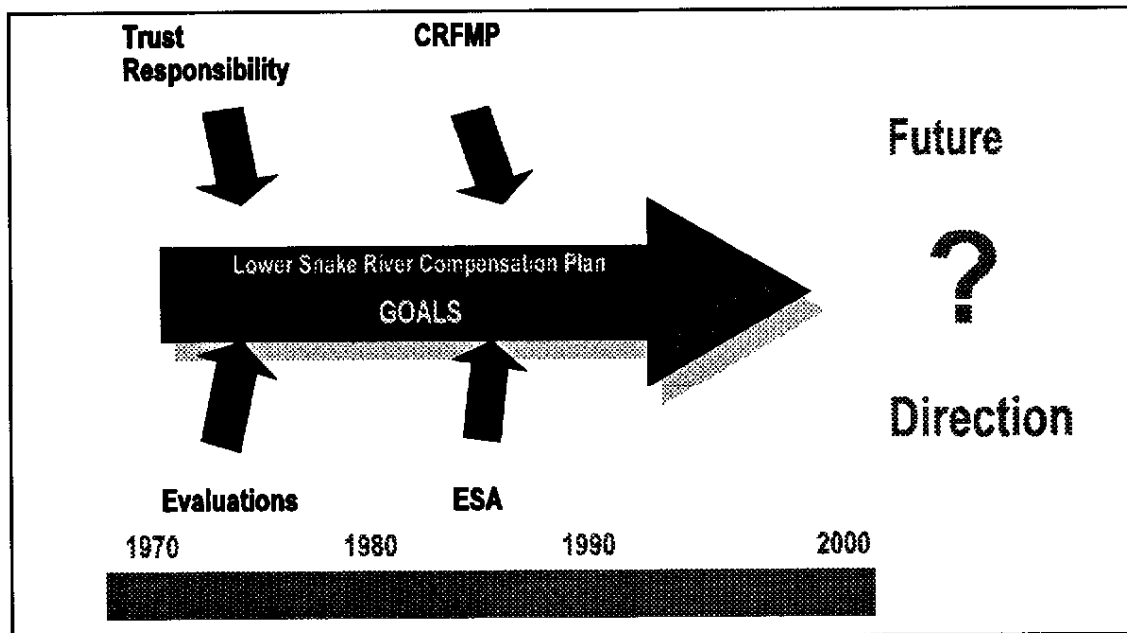 Trust
Responsibility
CRFMP
Future
Lower Snake River Compensation Plan
GOALS
?
Direction
Evaluations
ESA
1970
1980
1990
2000